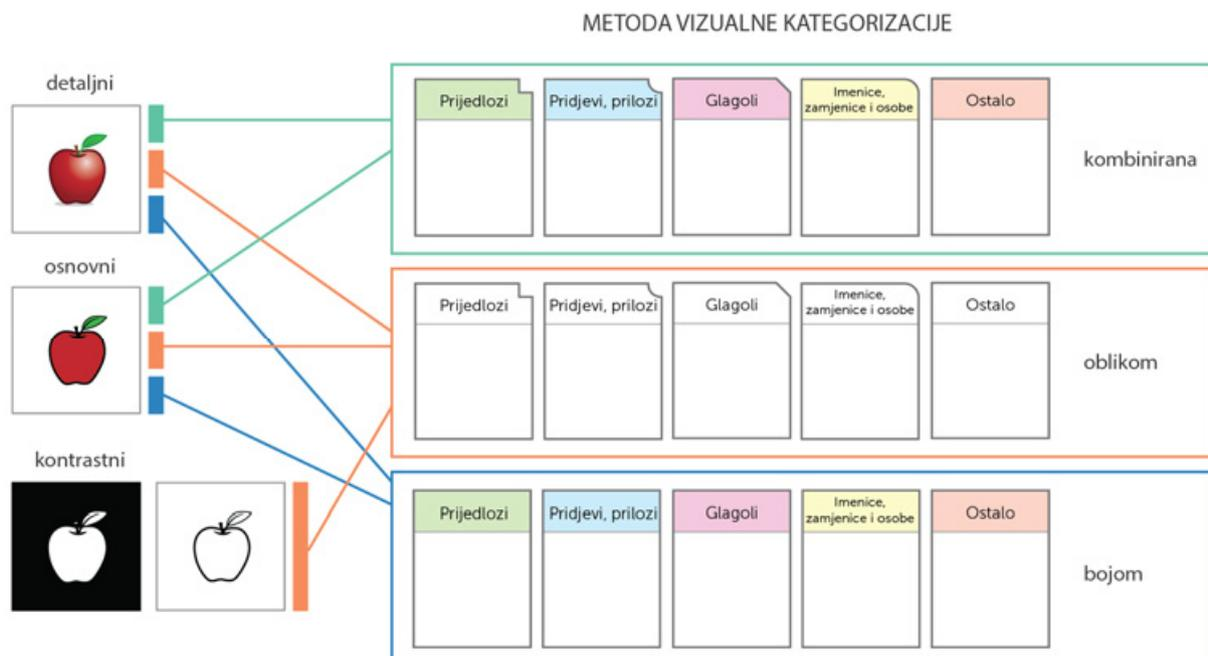 METODA VIZUALNE KATEGORIZACIJE
detaljni
Prijedlozi
Pridjevi, prilozi
Glagoli
Imenice,
zamjenice i osobe
Ostalo
kombinirana
osnovni
Prijedlozi
Pridjevi, prilozi
Glagoli
Imenice,
zamjenice i osobe
Ostalo
oblikom
kontrastni
Prijedlozi
Pridjevi, prilozi
Glagoli
Imenice,
zamjenice i osobe
Ostalo
bojom